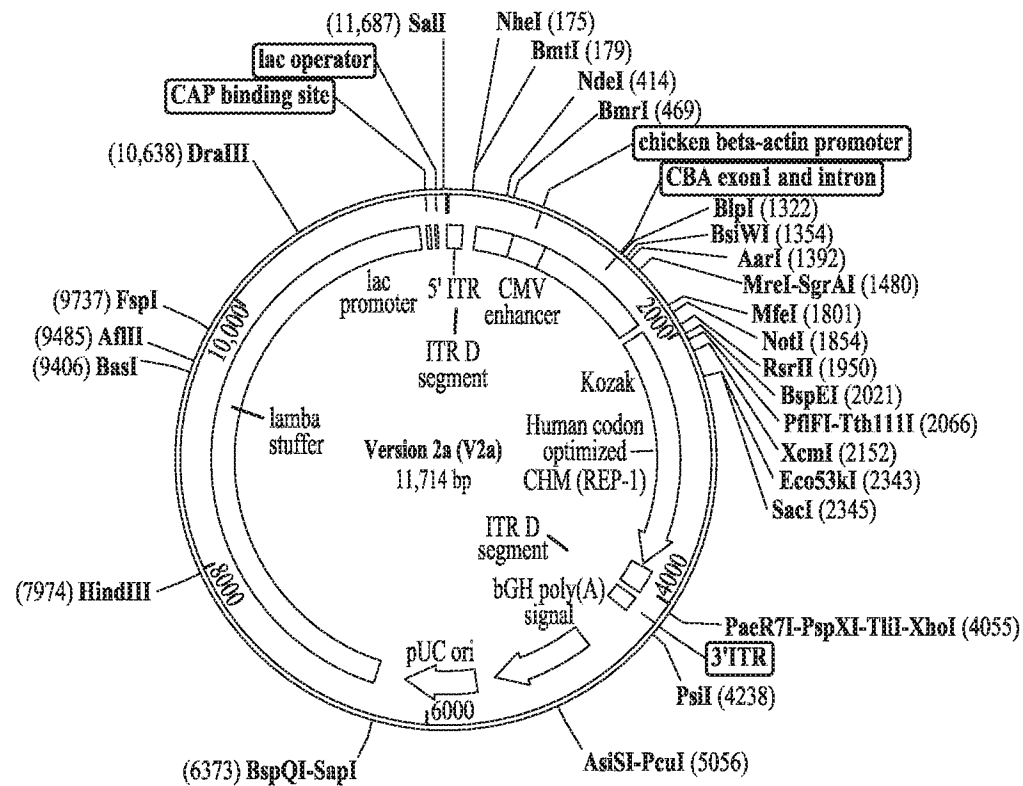 (11,687) SalI
NheI (175)
BmtI (179)
NdeI (414)
BmrI (469)
lac operator
CAP binding site
chicken beta-actin promoter
CBA exon1 and intron
(10,638) DraIII
BlpI (1322)
BsiWI (1354)
AarI (1392)
MreI-SgrAI (1480)
MfeI (1801)
NotI (1854)
RsrII (1950)
BspEI (2021)
PflFI-Tth111I (2066)
XcmI (2152)
Eco53kI (2343)
SacI (2345)
(9737) FspI
(9485) AflII
(9406) BasI
10,000
2000
lac
promoter
5' ITR
CMV
enhancer
ITR D
segment
Kozak
lamba
stuffer
Version 2a (V2a)
11,714 bp
Human codon
optimized
CHM (REP-1)
ITR D
segment
bGH poly(A)
signal
4000
8000
(7974) HindIII
PaeR7I-PspXI-TliI-XhoI (4055)
3'ITR
PsiI (4238)
pUC ori
6000
(6373) BspQI-SapI
AsiSI-PcuI (5056)